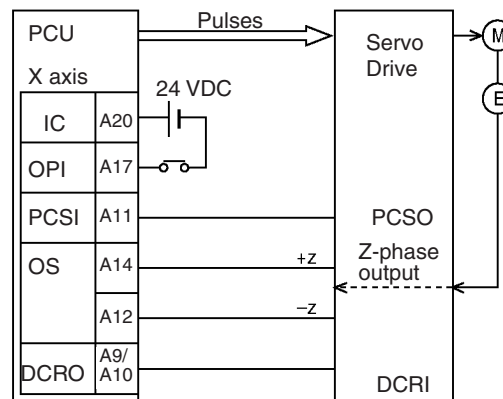 PCU
Pulses
Servo
Drive
M
E
X axis
24 VDC
IC
A20
OPI
A17
PCSI
A11
PCSO
OS
A14
+z
Z-phase
output
A12
–z
DCRO
A9/
A10
DCRI